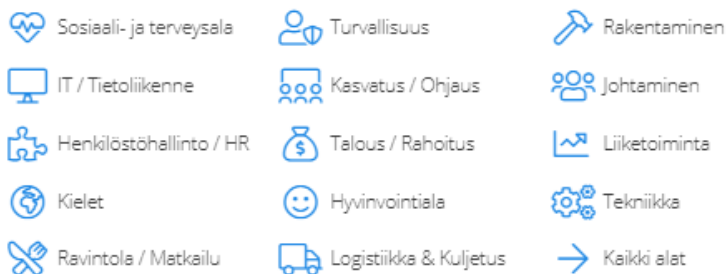 Sosiaali- ja terveysala
Turvallisuus
Rakentaminen
IT / Tietoliikenne
Kasvatus / Ohjaus
Johtaminen
Henkilöstöhallinto / HR
Talous / Rahoitus
Liiketoiminta
Kielet
Hyvinvointiala
Tekniikka
Ravintola / Matkailu
Logistiikka & Kuljetus
Kaikki alat